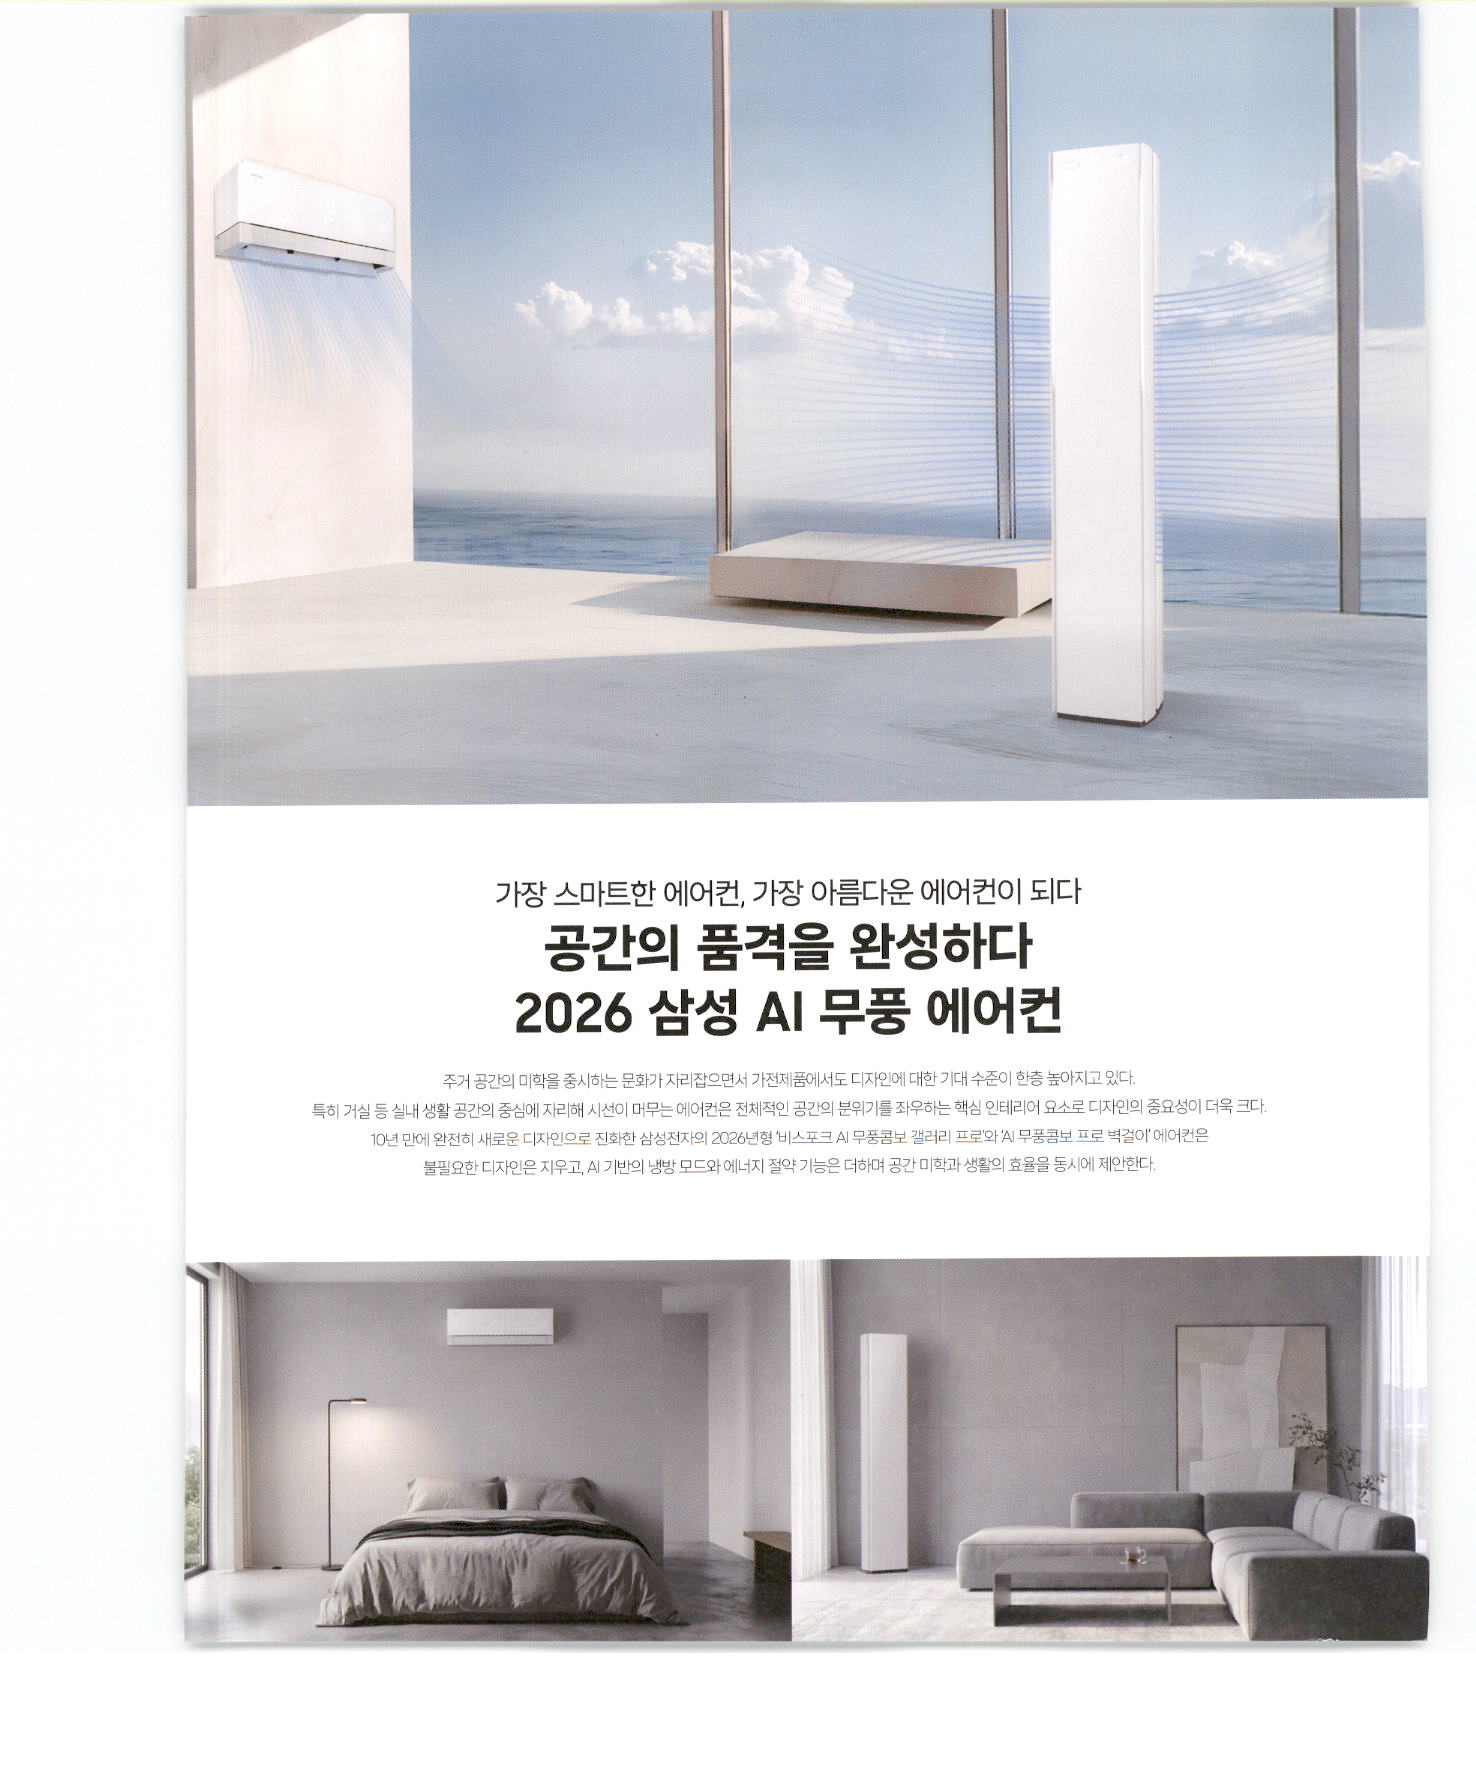 가장 스마트한 에어컨, 가장 아름다운 에어컨이 되다
공간의 품격을 완성하다
2026 삼성 AI 무풍 에어컨
주거 공간의 미학을 중시하는 문화가 자리잡으면서 가전제품에서도 디자인에 대한 기대 수준이 한층 높아지고 있다.
특히 거실 등 실내 생활 공간의 중심에 자리해 시선이 머무는 에어컨은 전체적인 공간의 분위기를 좌우하는 핵심 인테리어 요소로 디자인의 중요성이 더욱 크다.
10년 만에 완전히 새로운 디자인으로 진화한 삼성전자의 2026년형 '비스포크 AI 무풍콤보 갤러리 프로'와 'AI 무풍콤보 프로 벽걸이' 에어컨은
불필요한 디자인은 지우고, AI 기반의 냉방 모드와 에너지 절약 기능은 더하며 공간 미학과 생활의 효율을 동시에 제안한다.